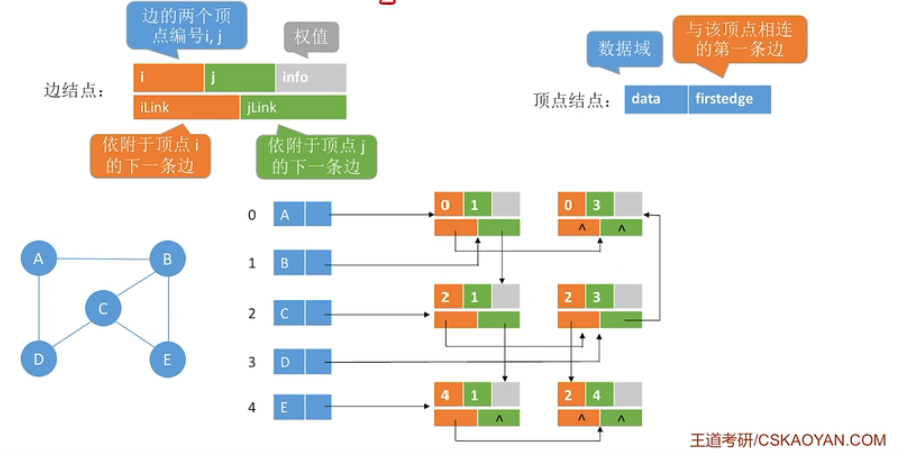 边的两个顶
点编号i, j
权值
数据域
与该顶点相连
的第一条边
边结点：
i j info
iLink jLink
顶点结点：
data firstedge
依附于顶点 i
的下一条边
依附于顶点 j
的下一条边
0 A
0 1
0 3
^ ^
1 B
2 C
2 1
2 3
3 D
4 E
4 1
^
2 4
^ ^
A B
C
D E
王道考研/CSKAOYAN.COM